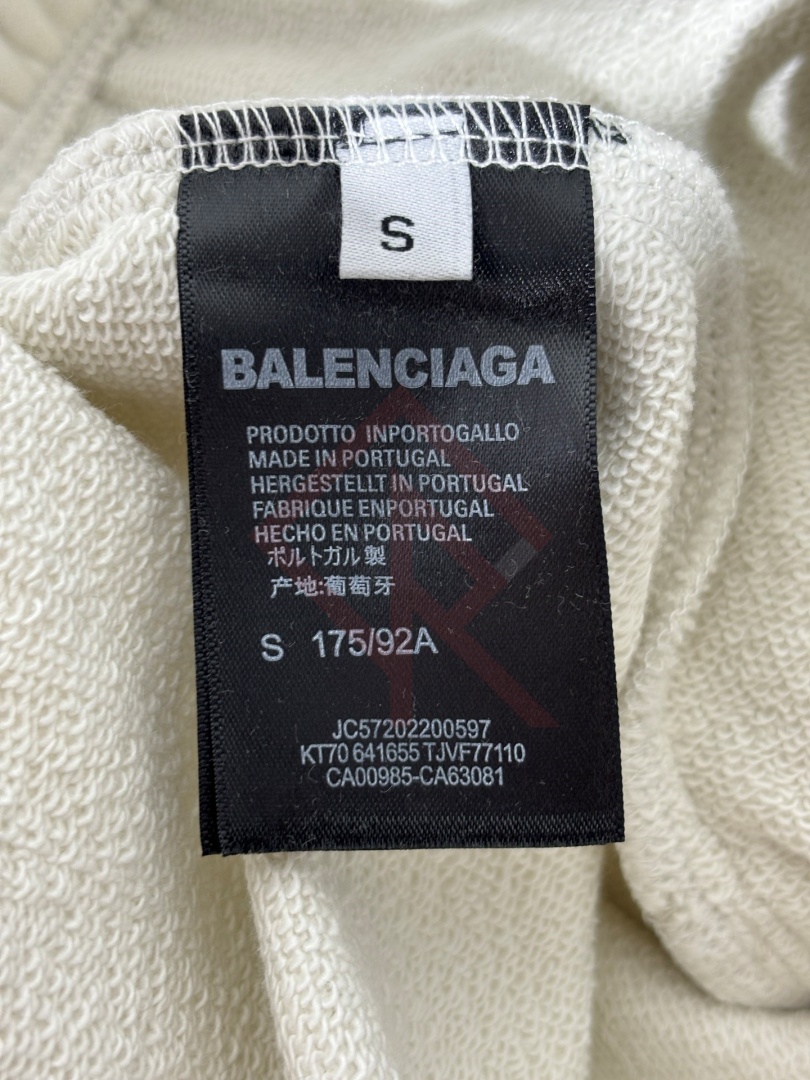 S
BALENCIAGA
PRODOTTO INPORTOGALLO
MADE IN PORTUGAL
HERGESTELLT IN PORTUGAL
FABRIQUE ENPORTUGAL
HECHO EN PORTUGAL
ポルトガル製
产地:葡萄牙
S 175/92A
JC57202200597
KT70 641655 TJVF77110
CA00985-CA63081